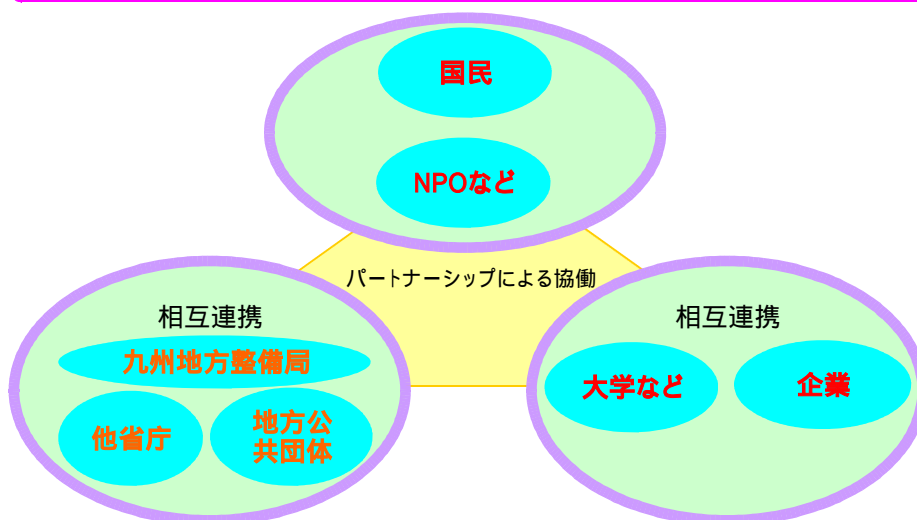 国民
NPOなど
パートナーシップによる協働
相互連携
九州地方整備局
他省庁
地方公
共団体
相互連携
大学など
企業